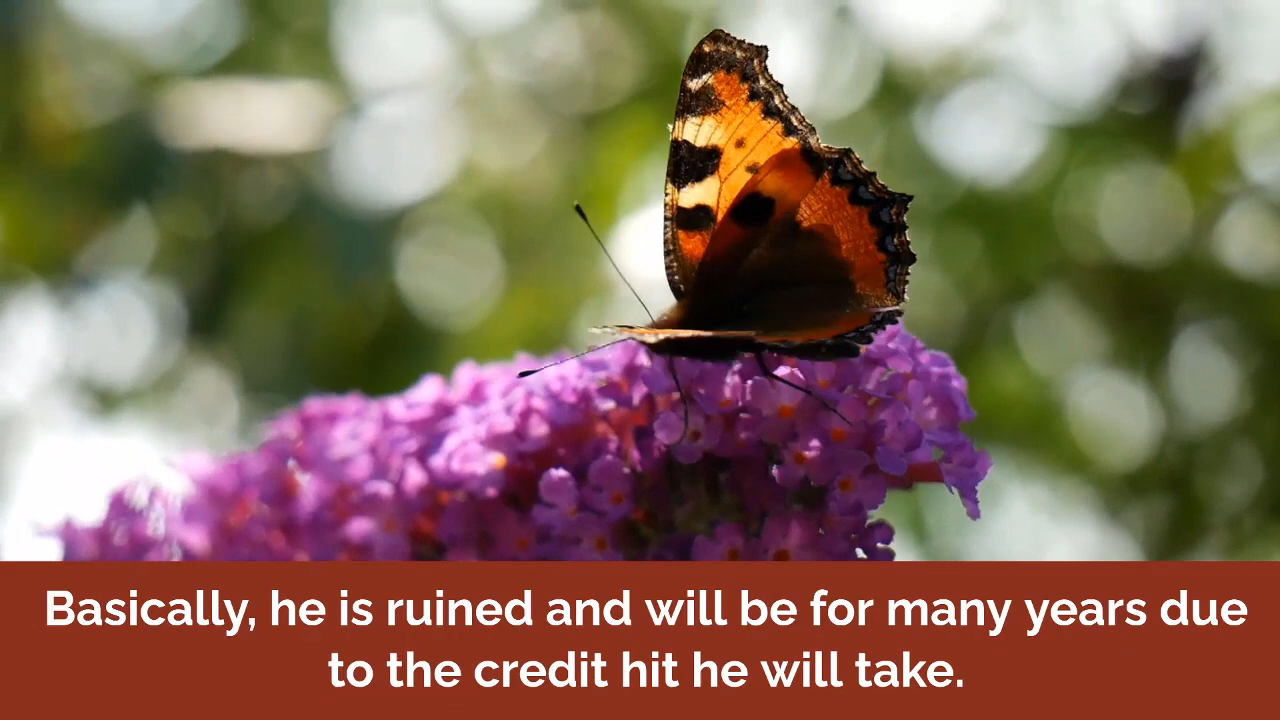 Basically, he is ruined and will be for many years due
to the credit hit he will take.